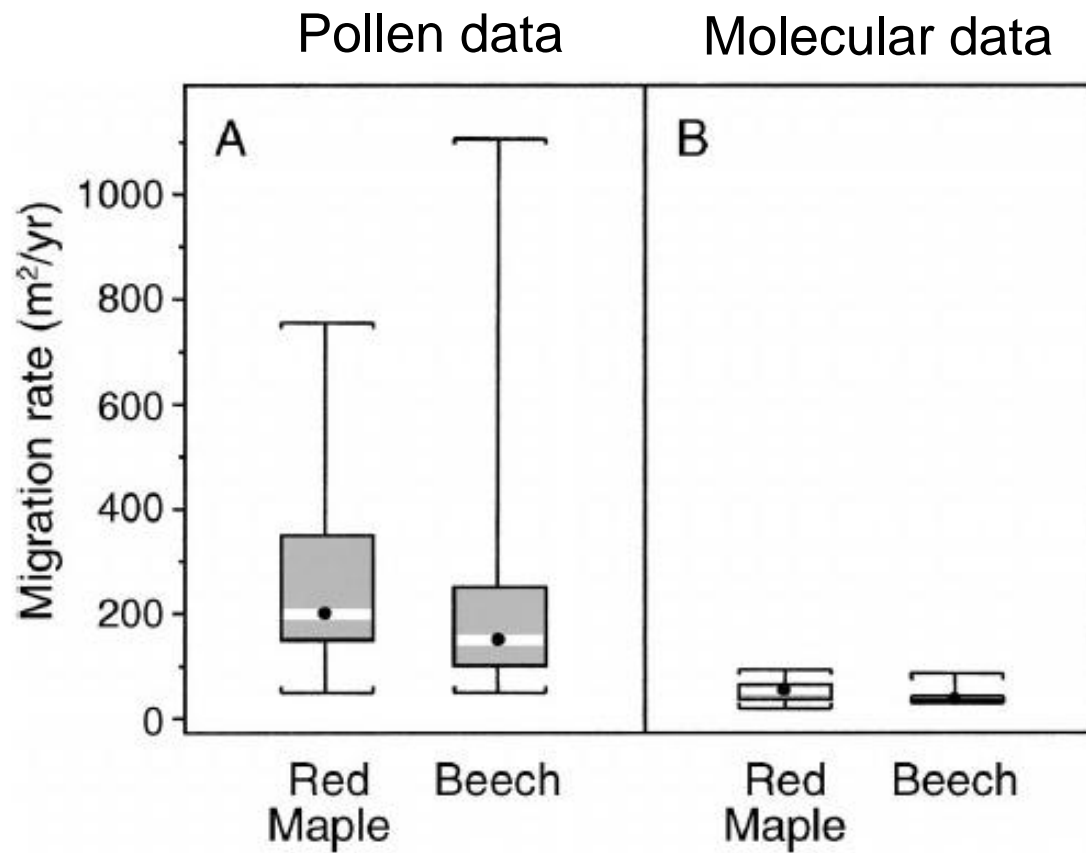 Pollen data
Molecular data
A
B
Migration rate (m²/yr)
1000
800
600
400
200
0
Red Maple
Beech
Red Maple
Beech